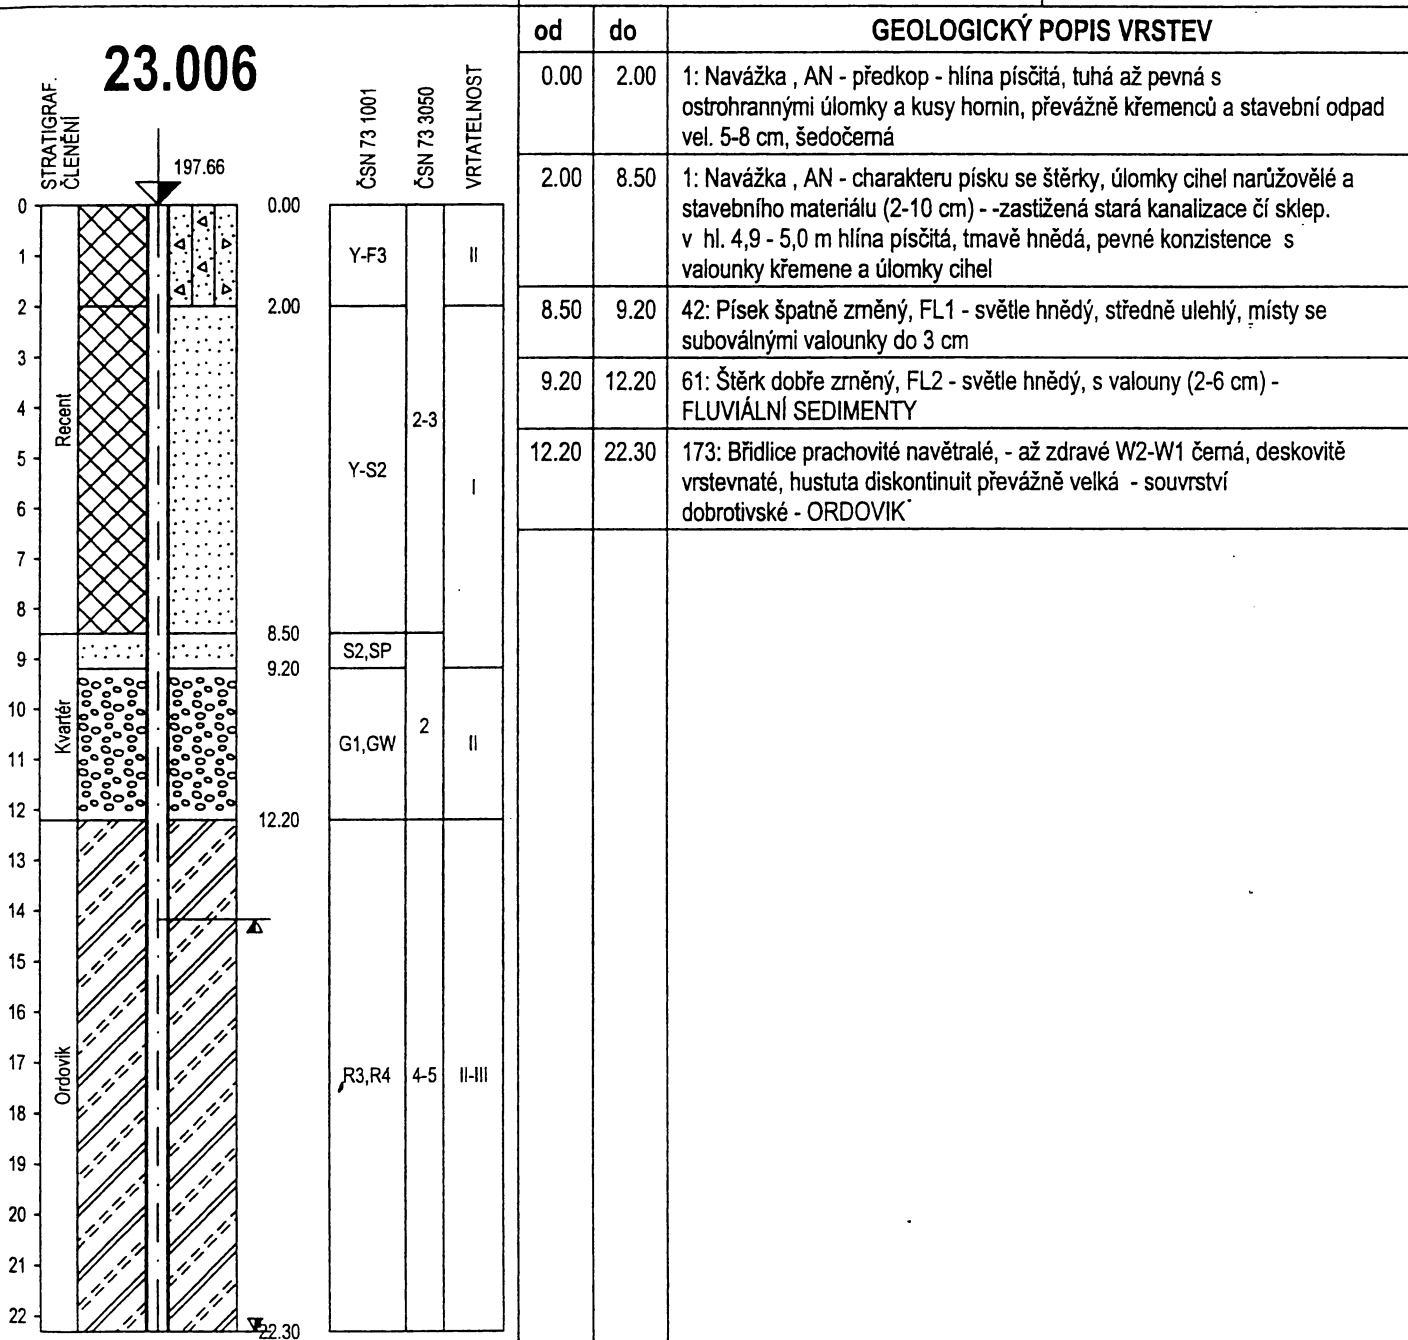 23.006
STRATIGRAF.
ČLENĚNÍ
197.66
ČSN 73 1001
ČSN 73 3050
VRTATELNOST
0
1
2
3
4
5
6
7
8
9
10
11
12
13
14
15
16
17
18
19
20
21
22
Recent
Kvartér
Ordovik
0.00
2.00
8.50
9.20
12.20
22.30
Y-F3
Y-S2
S2,SP
G1,GW
R3,R4
2-3
2
4-5
II
I
II
II-III
od do GEOLOGICKÝ POPIS VRSTEV
0.00 2.00 1: Navážka , AN - předkop - hlína písčitá, tuhá až pevná s
ostrohrannými úlomky a kusy hornin, převážně křemenců a stavební odpad
vel. 5-8 cm, šedočerná
2.00 8.50 1: Navážka , AN - charakteru písku se štěrky, úlomky cihel narůžovělé a
stavebního materiálu (2-10 cm) - -zastižená stará kanalizace čí sklep.
v hl. 4,9 - 5,0 m hlína písčitá, tmavě hnědá, pevné konzistence s
valounky křemene a úlomky cihel
8.50 9.20 42: Písek špatně změný, FL1 - světle hnědý, středně ulehlý, místy se
suboválnými valounky do 3 cm
9.20 12.20 61: Štěrk dobře zrněný, FL2 - světle hnědý, s valouny (2-6 cm) -
FLUVIÁLNÍ SEDIMENTY
12.20 22.30 173: Břidlice prachovité navětralé, - až zdravé W2-W1 černá, deskovitě
vrstevnaté, hustuta diskontinuit převážně velká - souvrství
dobrotivské - ORDOVIK